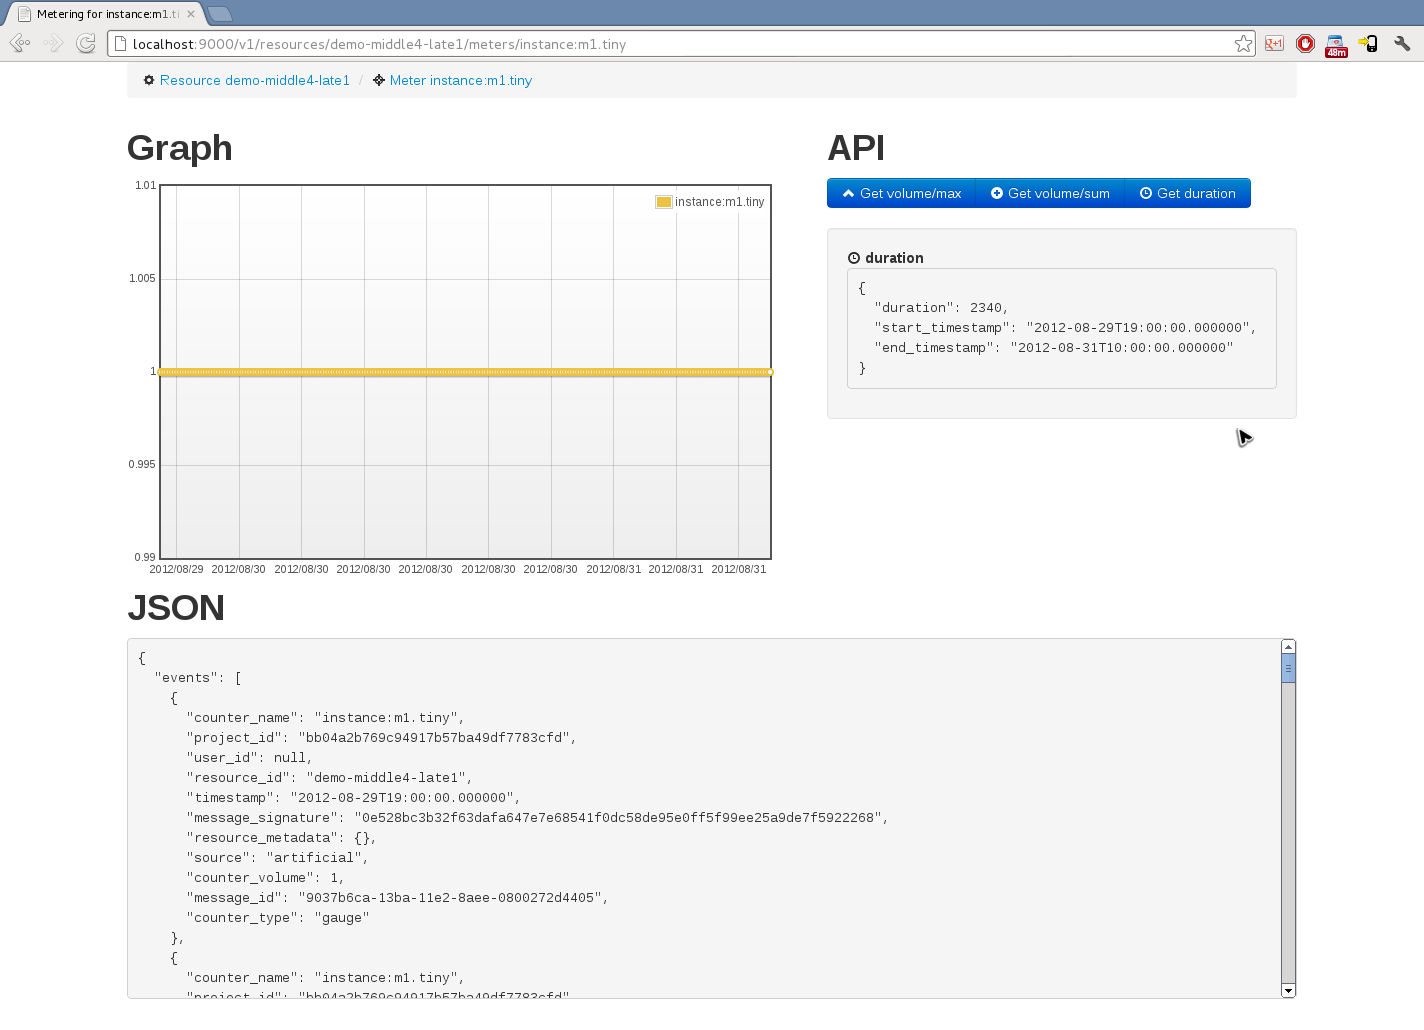 Metering for instance:m1.ti
localhost:9000/v1/resources/demo-middle4-late1/meters/instance:m1.tiny
g+1
48m
Resource demo-middle4-late1 / Meter instance:m1.tiny
Graph
1.01
1.005
1
0.995
0.99
instance:m1.tiny
2012/08/29 2012/08/30 2012/08/30 2012/08/30 2012/08/30 2012/08/30 2012/08/30 2012/08/31 2012/08/31 2012/08/31
API
Get volume/max Get volume/sum Get duration
duration
{
"duration": 2340,
"start_timestamp": "2012-08-29T19:00:00.000000",
"end_timestamp": "2012-08-31T10:00:00.000000"
}
JSON
{
"events": [
{
"counter_name": "instance:m1.tiny",
"project_id": "bb04a2b769c94917b57ba49df7783cfd",
"user_id": null,
"resource_id": "demo-middle4-late1",
"timestamp": "2012-08-29T19:00:00.000000",
"message_signature": "0e528bc3b32f63dafa647e7e68541f0dc58de95e0ff5f99ee25a9de7f5922268",
"resource_metadata": {},
"source": "artificial",
"counter_volume": 1,
"message_id": "9037b6ca-13ba-11e2-8aee-0800272d4405",
"counter_type": "gauge"
},
{
"counter_name": "instance:m1.tiny",
"project_id": "bb04a2b769c94917b57ba49df7783cfd"